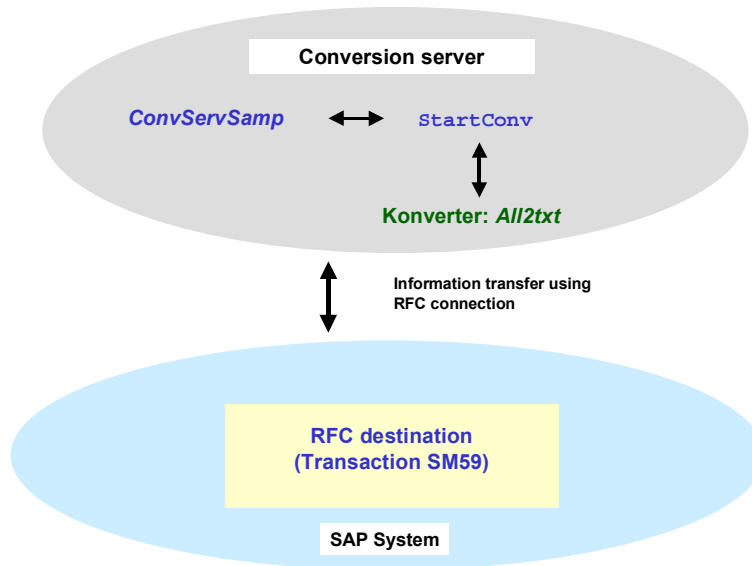 Conversion server
ConvServSamp
StartConv
Konverter: All2txt
Information transfer using
RFC connection
RFC destination
(Transaction SM59)
SAP System